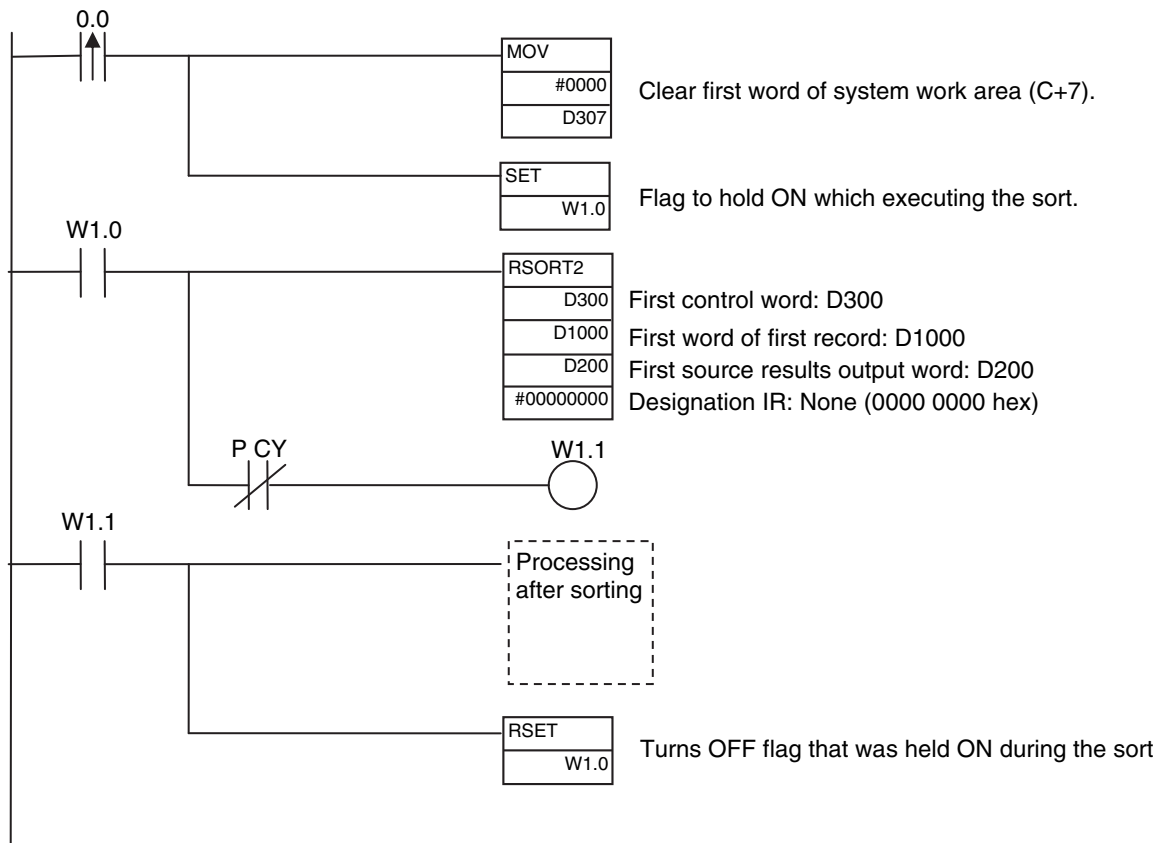 0.0
MOV
#0000
D307
Clear first word of system work area (C+7).
SET
W1.0
Flag to hold ON which executing the sort.
W1.0
RSORT2
D300
First control word: D300
D1000
First word of first record: D1000
D200
First source results output word: D200
#00000000
Designation IR: None (0000 0000 hex)
P CY
W1.1
W1.1
Processing
after sorting
RSET
W1.0
Turns OFF flag that was held ON during the sort